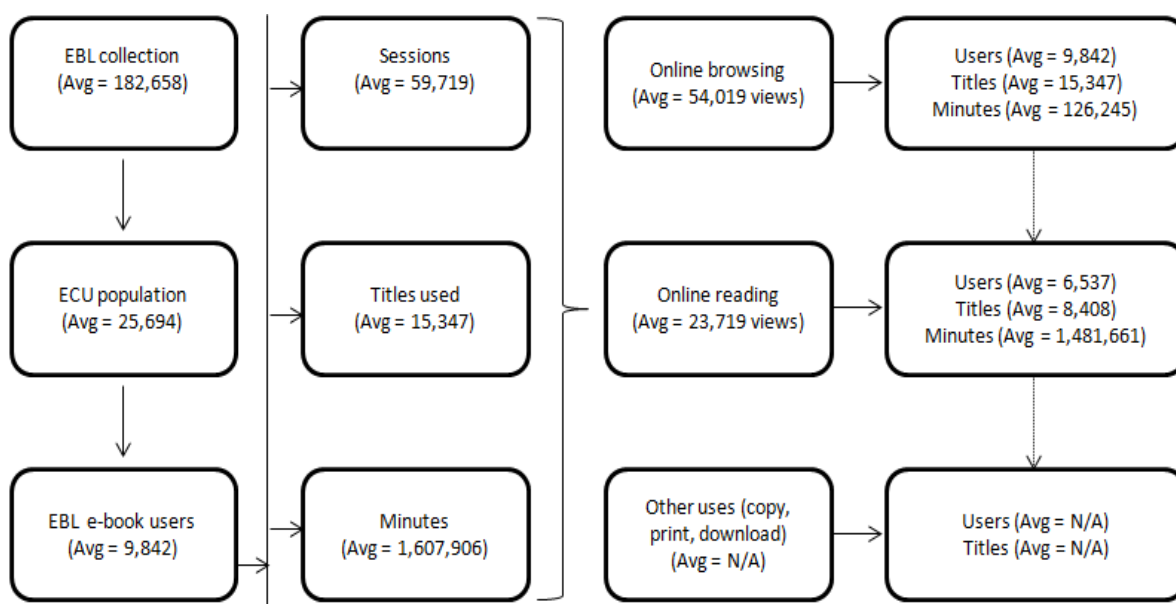 EBL collection
(Avg = 182,658)
Sessions
(Avg = 59,719)
Online browsing
(Avg = 54,019 views)
Users (Avg = 9,842)
Titles (Avg = 15,347)
Minutes (Avg = 126,245)
ECU population
(Avg = 25,694)
Titles used
(Avg = 15,347)
Online reading
(Avg = 23,719 views)
Users (Avg = 6,537)
Titles (Avg = 8,408)
Minutes (Avg = 1,481,661)
EBL e-book users
(Avg = 9,842)
Minutes
(Avg = 1,607,906)
Other uses (copy,
print, download)
(Avg = N/A)
Users (Avg = N/A)
Titles (Avg = N/A)